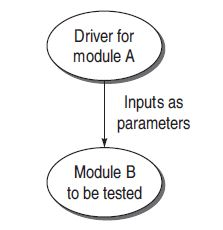 Driver for
module A
Inputs as
parameters
Module B
to be tested